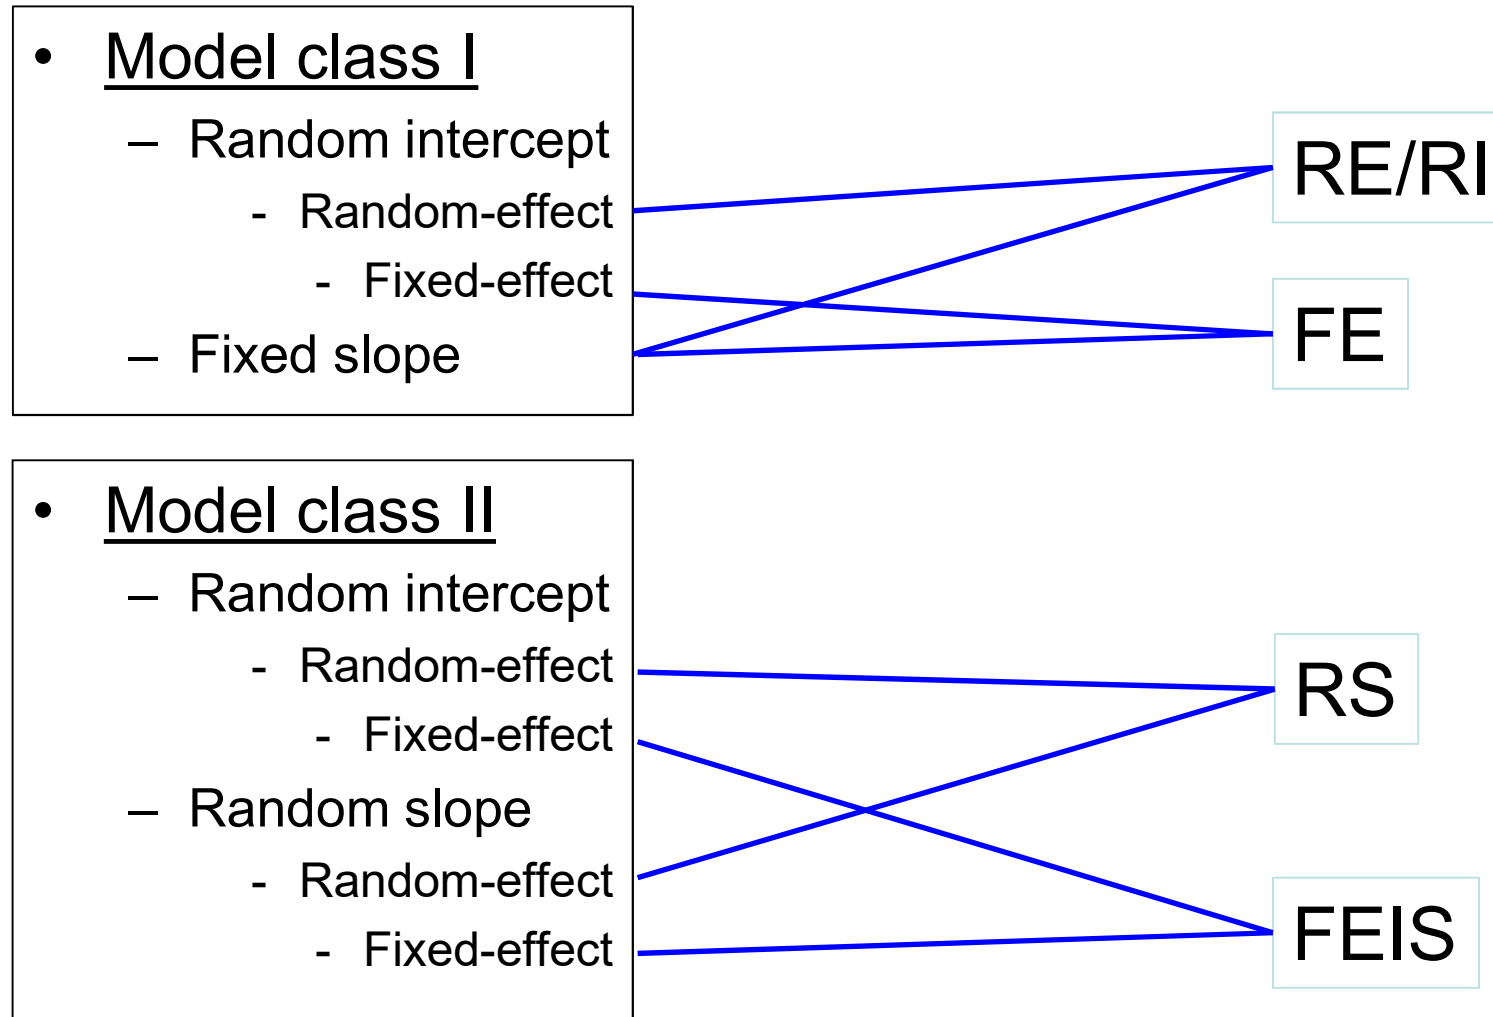 • Model class I
– Random intercept
- Random-effect
- Fixed-effect
– Fixed slope
RE/RI
FE
• Model class II
– Random intercept
- Random-effect
- Fixed-effect
– Random slope
- Random-effect
- Fixed-effect
RS
FEIS